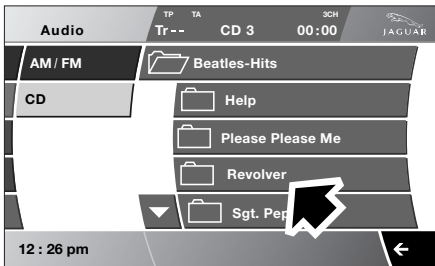 TP TA 3CH
Audio Tr-- CD 3 00:00 JAGUAR
AM / FM
Beatles-Hits
CD
Help
Please Please Me
Revolver
Sgt.
12 : 26 pm